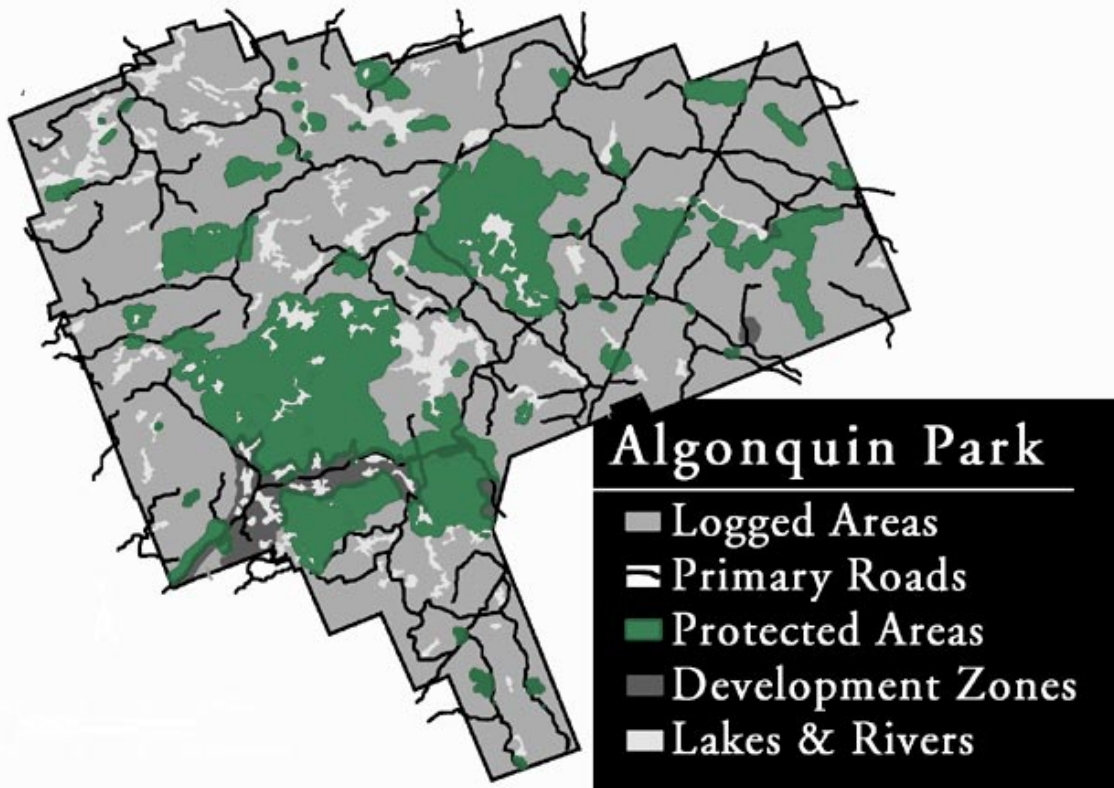 Algonquin Park
Logged Areas
Primary Roads
Protected Areas
Development Zones
Lakes & Rivers